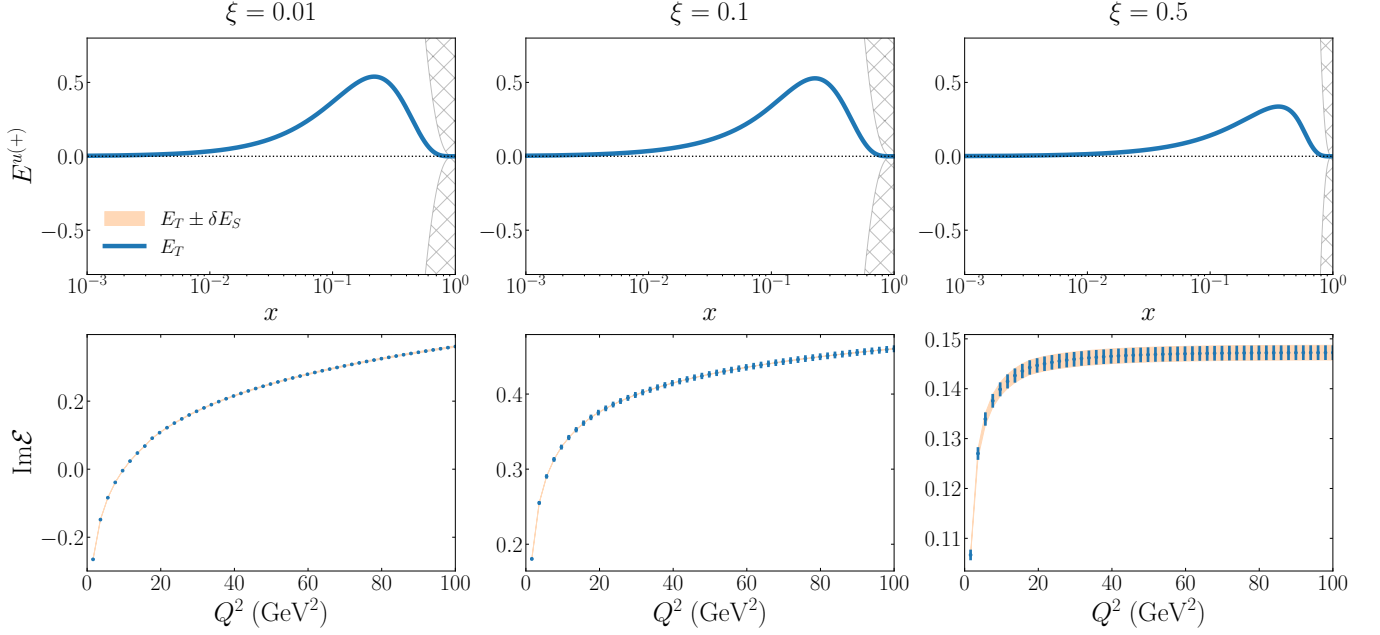 ξ = 0.01 ξ = 0.1 ξ = 0.5
E^{u(+)}
0.5 0.0 −0.5
E_T ± δE_S
E_T
10^{−3} 10^{−2} 10^{−1} 10^0
x
0.5 0.0 −0.5
10^{−3} 10^{−2} 10^{−1} 10^0
x
0.5 0.0 −0.5
10^{−3} 10^{−2} 10^{−1} 10^0
x
Imℰ
0.2 0.0 −0.2
0 20 40 60 80 100
Q^2 (GeV^2)
0.4 0.3 0.2
0 20 40 60 80 100
Q^2 (GeV^2)
0.15 0.14 0.13 0.12 0.11
0 20 40 60 80 100
Q^2 (GeV^2)